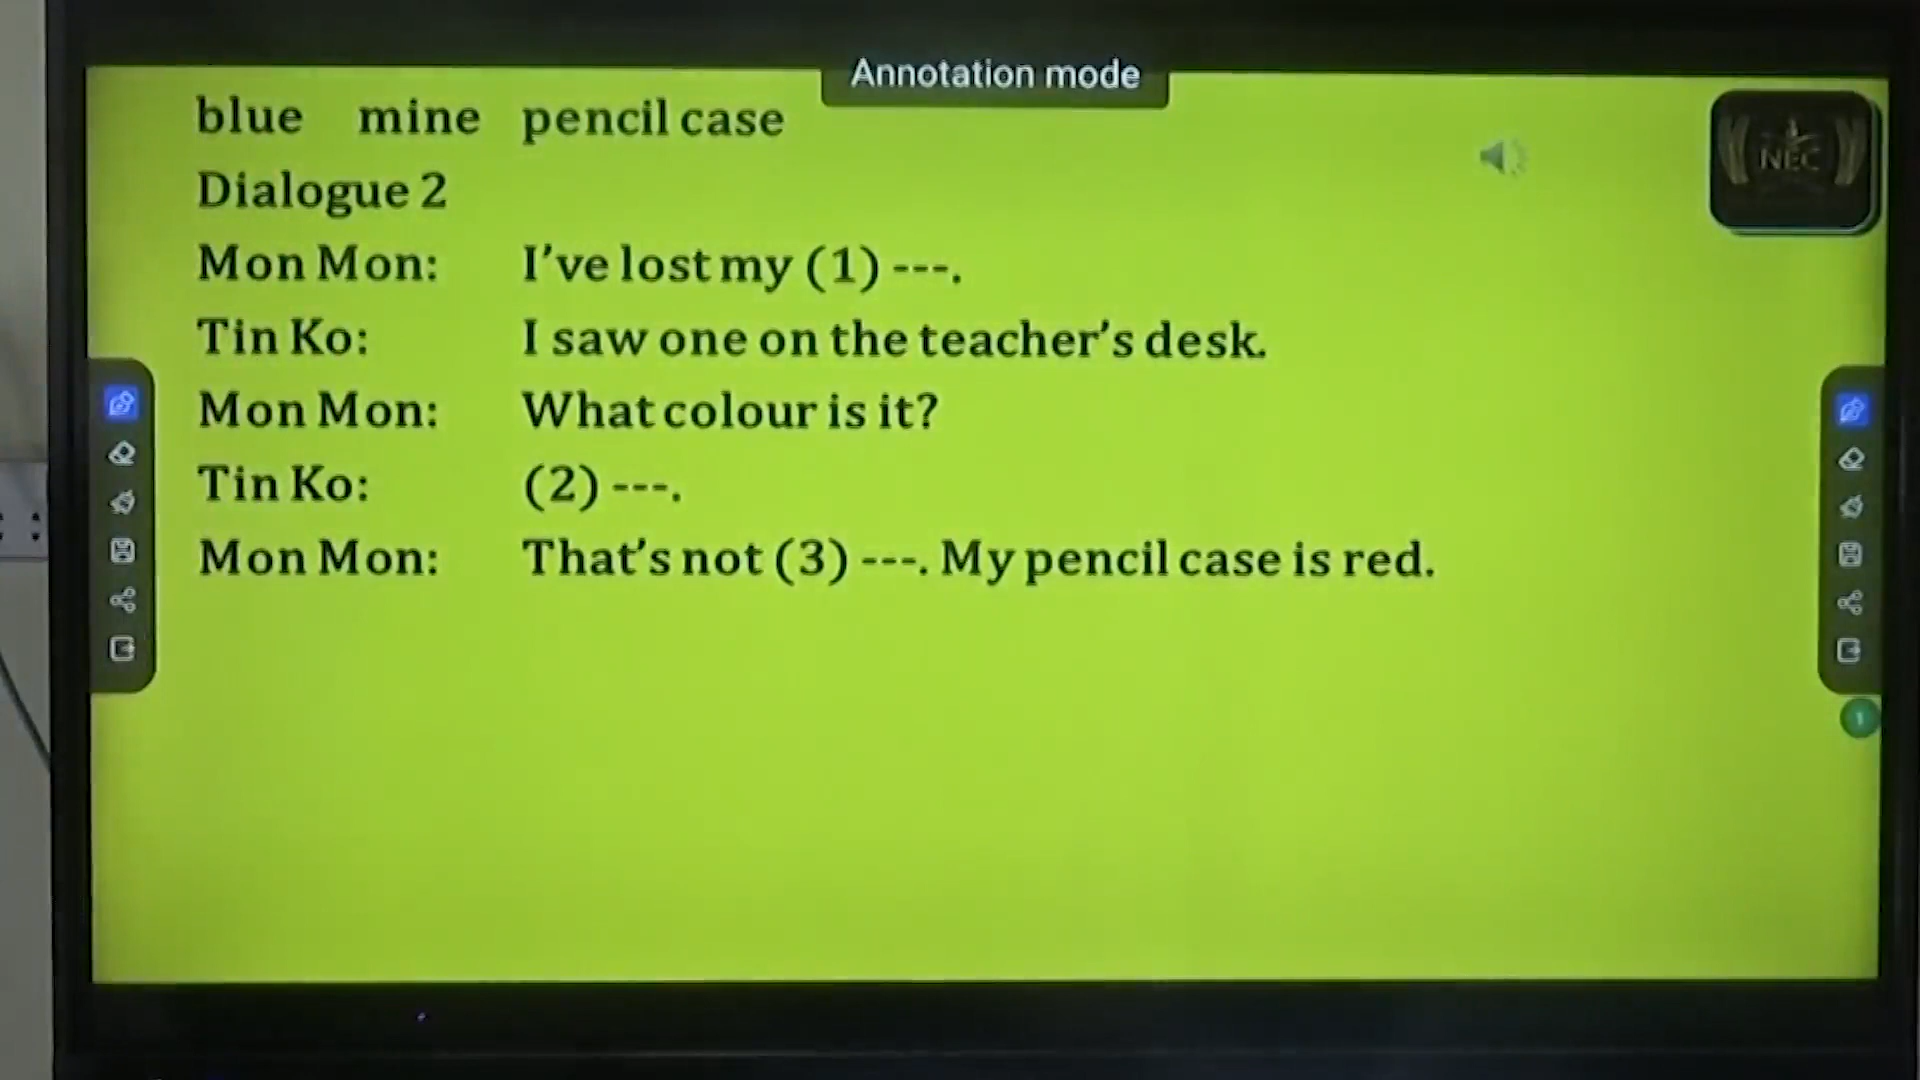 Annotation mode
blue mine pencil case
NEC
Dialogue 2
Mon Mon: I've lost my (1) ---.
Tin Ko: I saw one on the teacher's desk.
Mon Mon: What colour is it?
Tin Ko: (2) ---.
Mon Mon: That's not (3) ---. My pencil case is red.
1